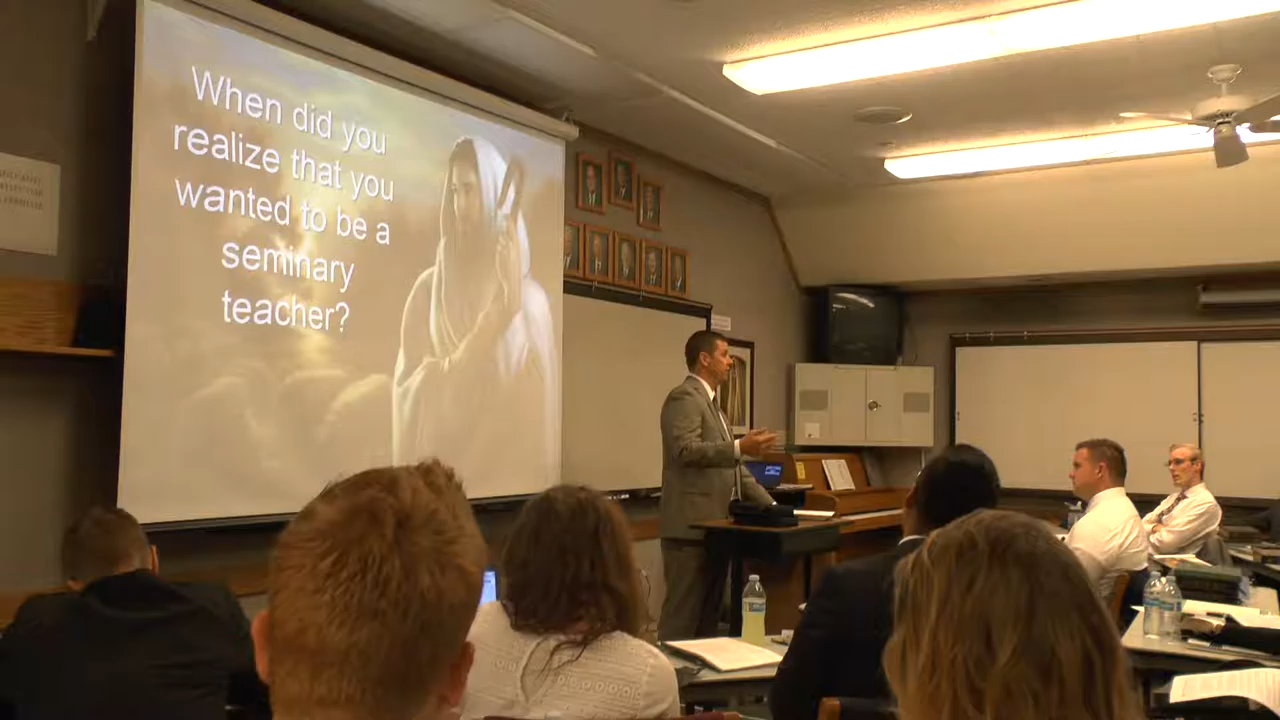 When did you
realize that you
wanted to be a
seminary
teacher?